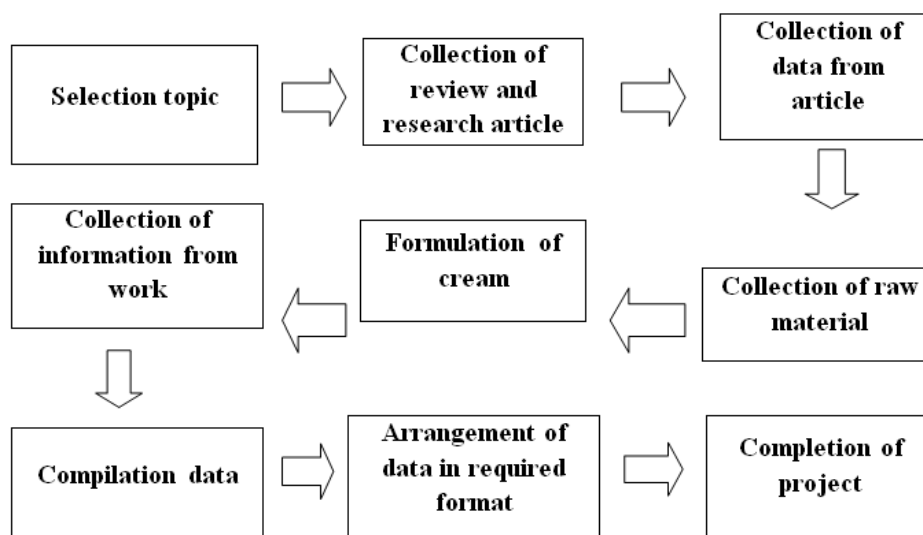 Selection topic
Collection of
review and
research article
Collection of
data from
article
Collection of raw
material
Formulation of
cream
Collection of
information from
work
Compilation data
Arrangement of
data in required
format
Completion of
project